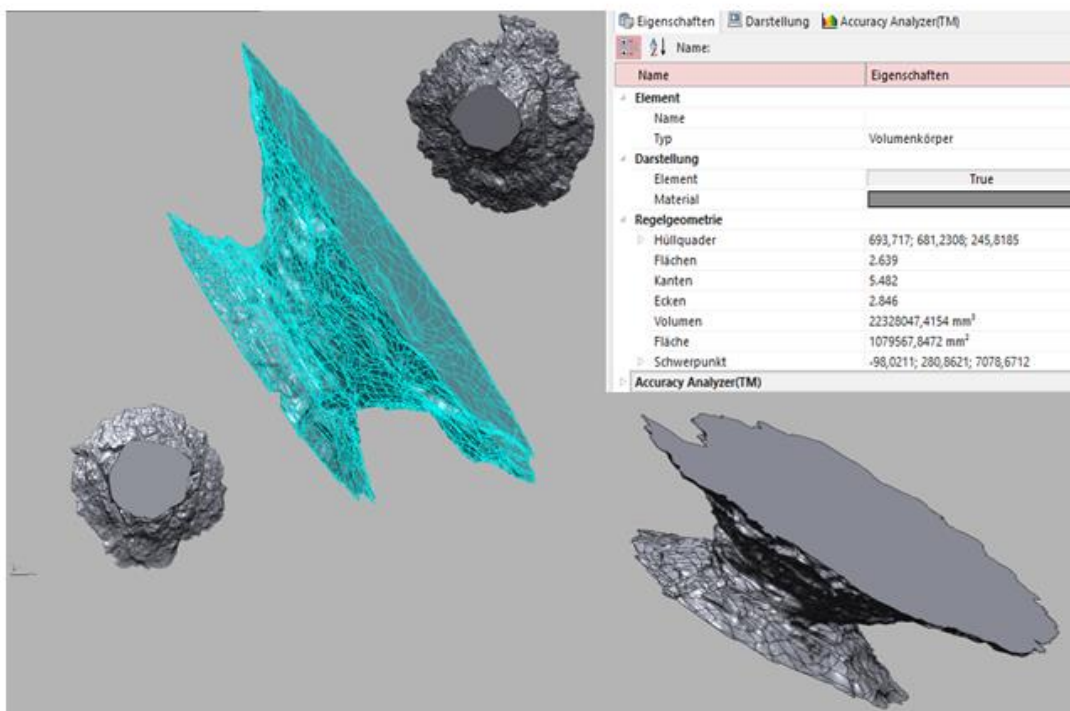 Eigenschaften Darstellung Accuracy Analyzer(TM)
Name:
Name Eigenschaften
Element
Name
Typ Volumenkörper
Darstellung
Element True
Material
Regelgeometrie
Hüllquader 693,717; 681,2308; 245,8185
Flächen 2.639
Kanten 5.482
Ecken 2.846
Volumen 22328047,4154 mm³
Fläche 1079567,8472 mm²
Schwerpunkt -98,0211; 280,8621; 7078,6712
Accuracy Analyzer(TM)